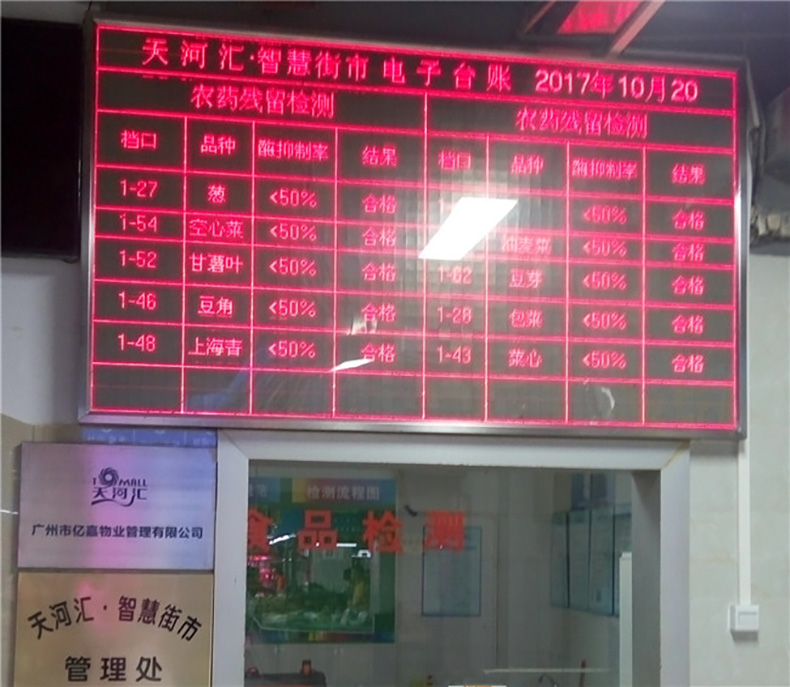 天河汇·智慧街市电子台账 2017年10月20
农药残留检测 农药残留检测
挡口 品种 酶抑制率 结果 挡口 品种 酶抑制率 结果
1-27 葱 <50% 合格 <50% 合格
1-54 空心菜 <50% 合格 油麦菜 <50% 合格
1-52 甘薯叶 <50% 合格 1-02 豆芽 <50% 合格
1-46 豆角 <50% 合格 1-28 包菜 <50% 合格
1-48 上海青 <50% 合格 1-43 菜心 <50% 合格
检测流程图
食品检测
TMALL
天河汇
广州市亿嘉物业管理有限公司
天河汇·智慧街市
管理处